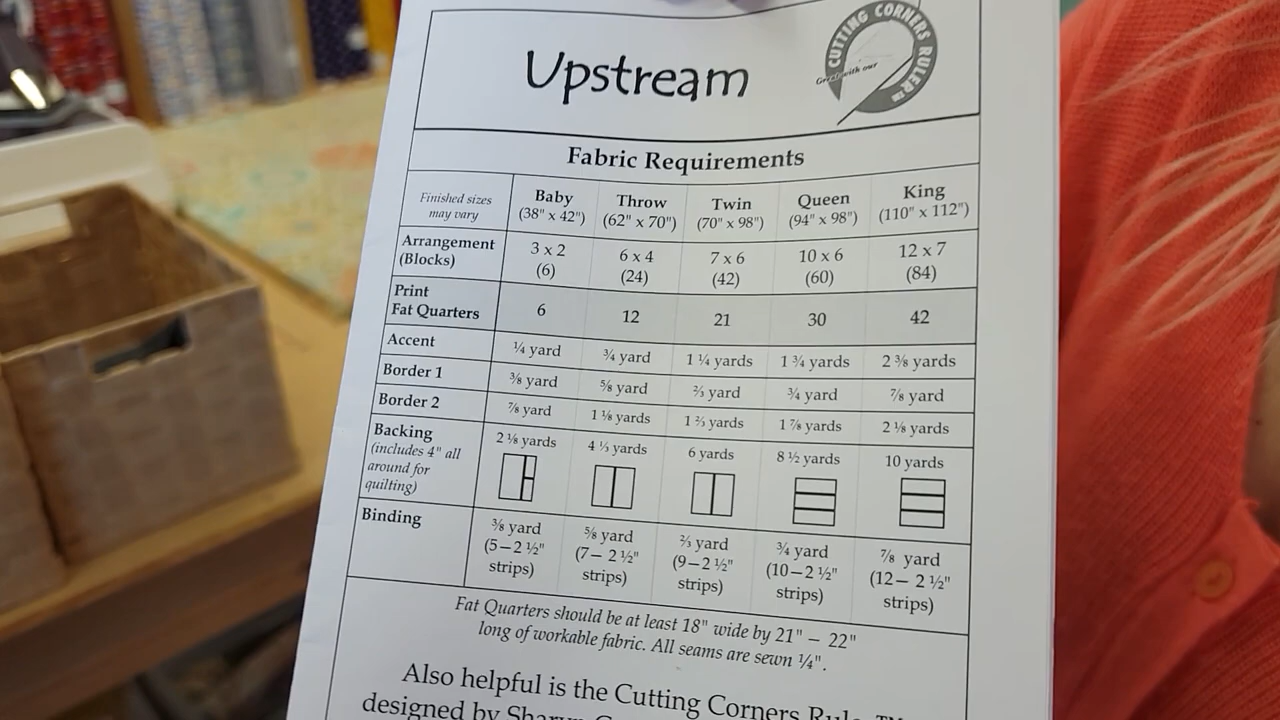 Upstream
CUTTING CORNERS RULER™
Great with our
Fabric Requirements
Finished sizes
may vary
Baby
(38" x 42")
Throw
(62" x 70")
Twin
(70" x 98")
Queen
(94" x 98")
King
(110" x 112")
Arrangement
(Blocks)
3 x 2
(6)
6 x 4
(24)
7 x 6
(42)
10 x 6
(60)
12 x 7
(84)
Print
Fat Quarters
6
12
21
30
42
Accent
¼ yard
¾ yard
1 ¼ yards
1 ¾ yards
2 ⅜ yards
Border 1
⅜ yard
⅝ yard
⅔ yard
¾ yard
⅞ yard
Border 2
⅞ yard
1 ⅛ yards
1 ⅔ yards
1 ⅞ yards
2 ⅛ yards
Backing
(includes 4" all
around for
quilting)
2 ⅛ yards
4 ⅓ yards
6 yards
8 ½ yards
10 yards
Binding
⅜ yard
(5–2 ½"
strips)
⅝ yard
(7– 2 ½"
strips)
⅔ yard
(9–2 ½"
strips)
¾ yard
(10–2 ½"
strips)
⅞ yard
(12– 2 ½"
strips)
Fat Quarters should be at least 18" wide by 21" – 22"
long of workable fabric. All seams are sewn ¼".
Also helpful is the Cutting Corners Ruler™
designed by